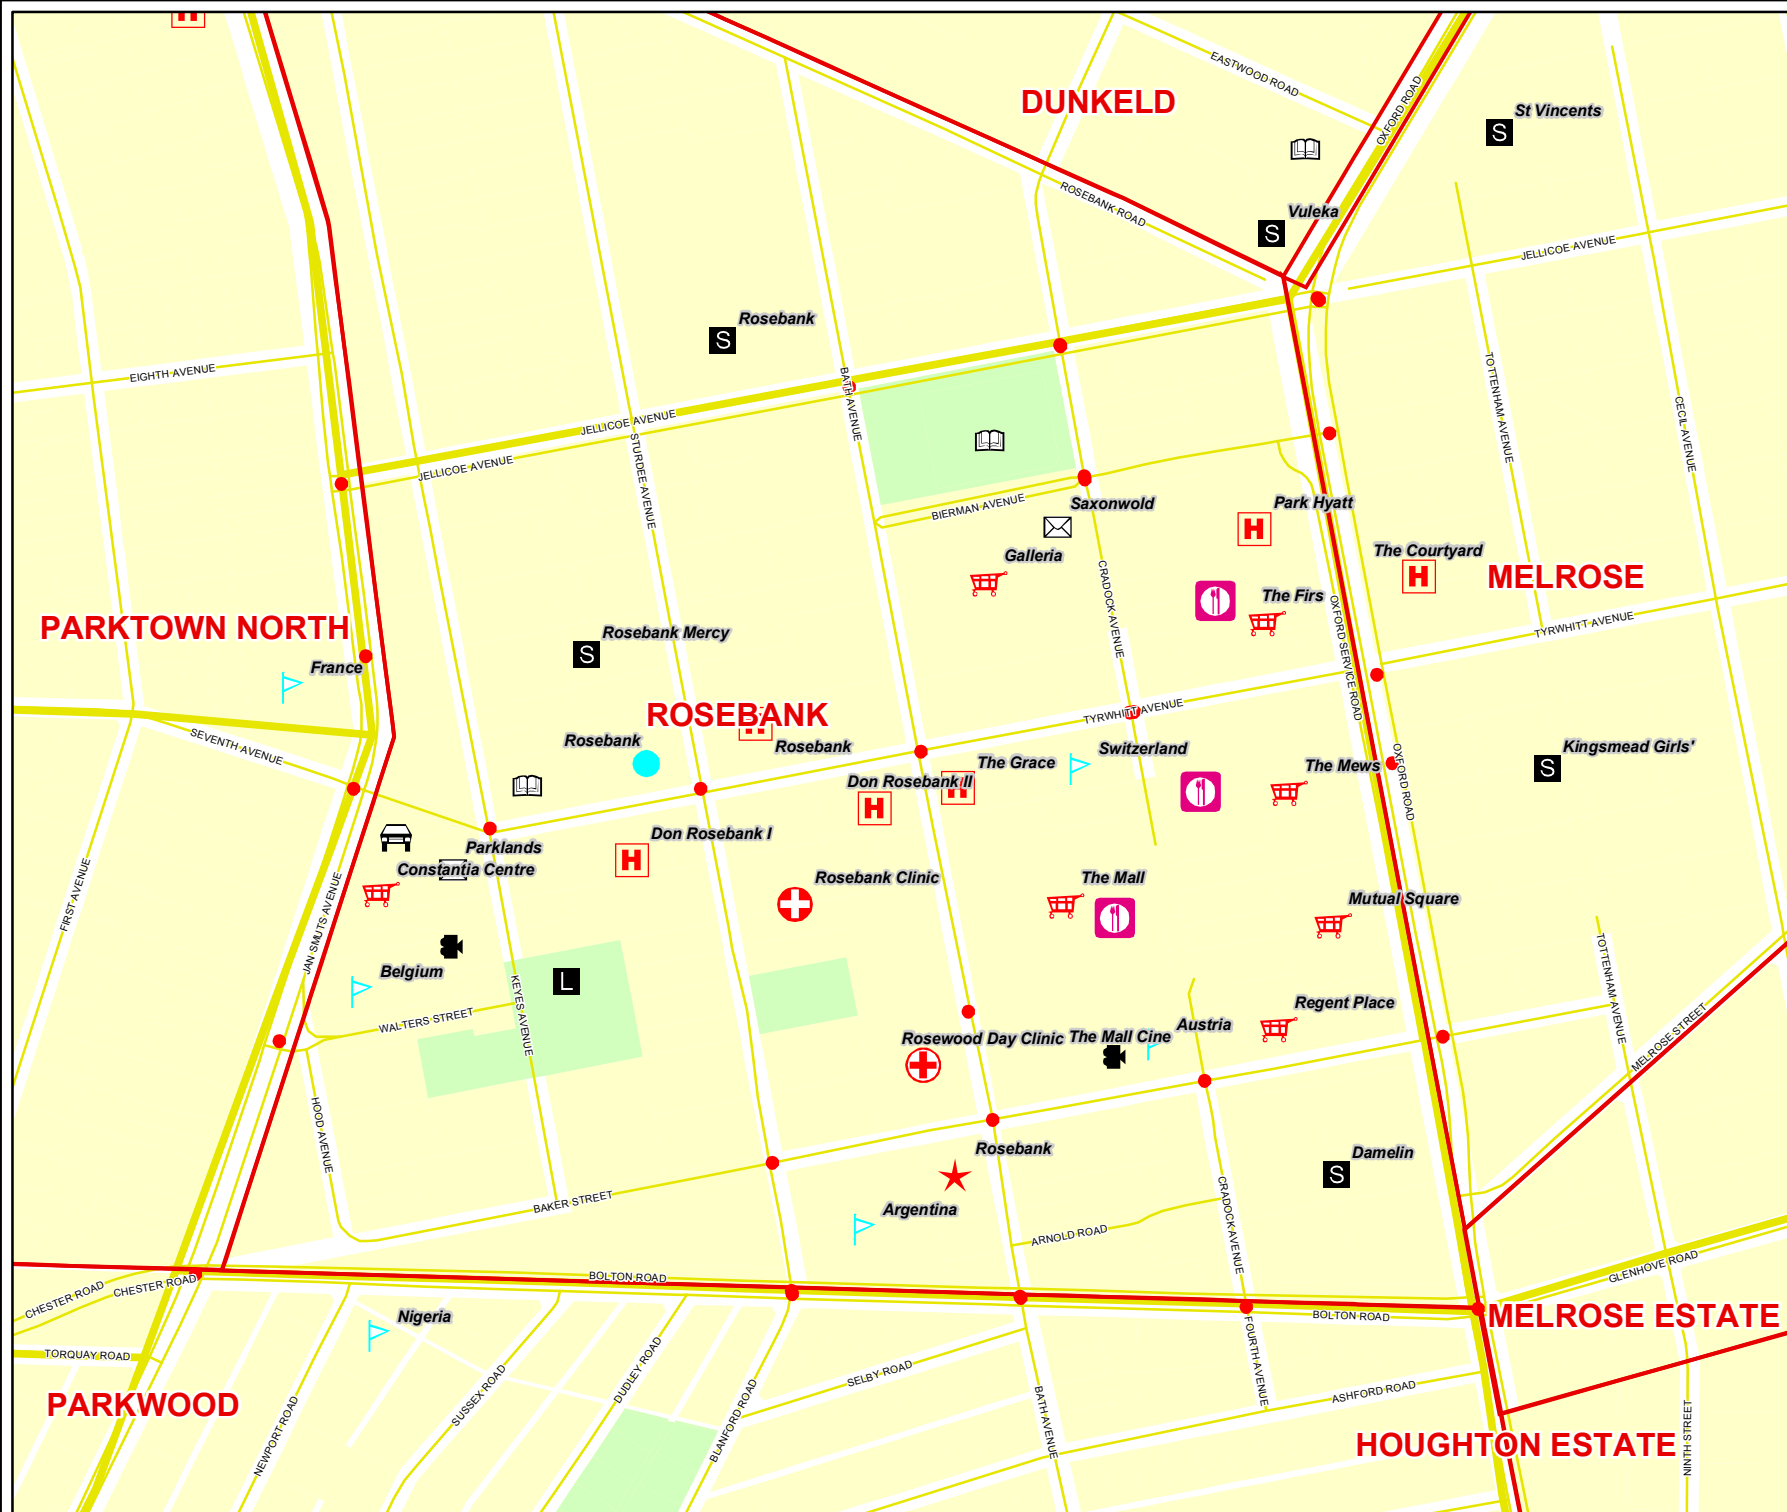 EASTWOOD ROAD
DUNKELD
OXFORD ROAD
St Vincents
S
ROSEBANK ROAD
Vuleka
S
JELLICOE AVENUE
Rosebank
S
EIGHTH AVENUE
TOTTENHAM AVENUE
BATH AVENUE
CECIL AVENUE
JELLICOE AVENUE
JELLICOE AVENUE
STURDEE AVENUE
BIERMAN AVENUE
Saxonwold
Park Hyatt
H
Galleria
The Courtyard
H
MELROSE
CRADOCK AVENUE
The Firs
OXFORD SERVICE ROAD
TYRWHITT AVENUE
PARKTOWN NORTH
Rosebank Mercy
S
France
ROSEBANK
H
TYRWHITT AVENUE
SEVENTH AVENUE
Rosebank
Rosebank
Switzerland
Kingsmead Girls'
S
The Grace
H
The Mews
Don Rosebank II
H
OXFORD ROAD
Don Rosebank I
H
Parklands
Constantia Centre
Rosebank Clinic
The Mall
Mutual Square
FIRST AVENUE
JAN SMUTS AVENUE
Belgium
L
KEYES AVENUE
TOTTENHAM AVENUE
WALTERS STREET
Regent Place
Austria
Rosewood Day Clinic
The Mall Cine
MELROSE STREET
HOOD AVENUE
Rosebank
Damelin
S
BAKER STREET
Argentina
CRADOCK AVENUE
ARNOLD ROAD
GLENHOVE ROAD
CHESTER ROAD
CHESTER ROAD
BOLTON ROAD
BOLTON ROAD
MELROSE ESTATE
Nigeria
FOURTH AVENUE
TORQUAY ROAD
DUDLEY ROAD
SELBY ROAD
SUSSEX ROAD
ASHFORD ROAD
PARKWOOD
NEWPORT ROAD
BLANFORD ROAD
BATH AVENUE
HOUGHTON ESTATE
NINTH STREET
H